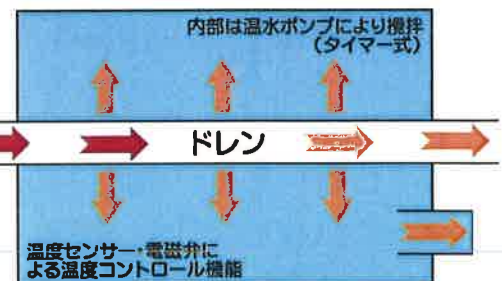 内部は温水ポンプにより攪拌
（タイマー式）
ドレン
温度センサー・電磁弁に
よる温度コントロール機能